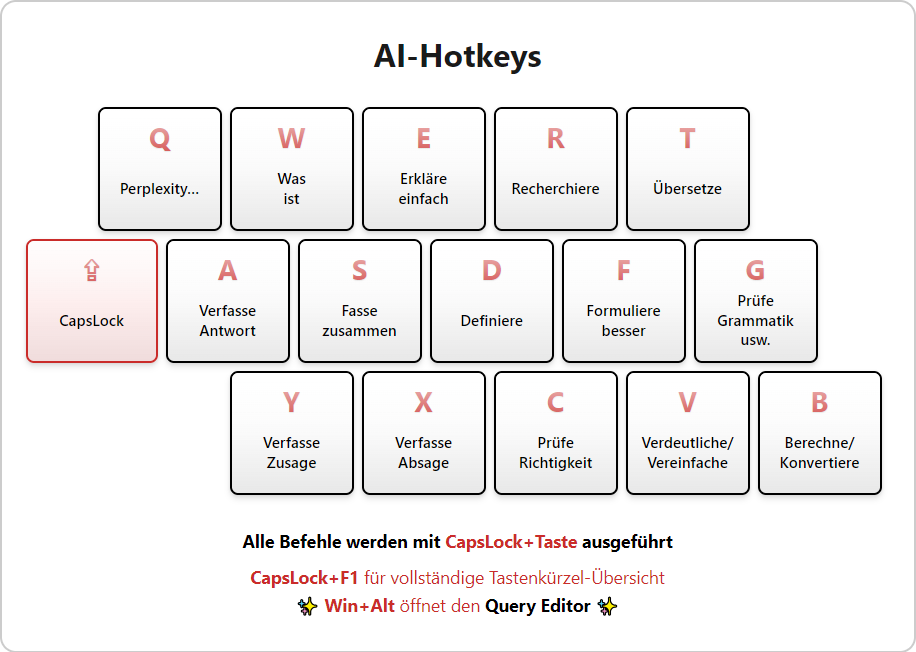 AI-Hotkeys
Q
Perplexity...
W
Was
ist
E
Erkläre
einfach
R
Recherchiere
T
Übersetze
⇪
CapsLock
A
Verfasse
Antwort
S
Fasse
zusammen
D
Definiere
F
Formuliere
besser
G
Prüfe
Grammatik
usw.
Y
Verfasse
Zusage
X
Verfasse
Absage
C
Prüfe
Richtigkeit
V
Verdeutliche/
Vereinfache
B
Berechne/
Konvertiere
Alle Befehle werden mit CapsLock+Taste ausgeführt
CapsLock+F1 für vollständige Tastenkürzel-Übersicht
✨ Win+Alt öffnet den Query Editor ✨